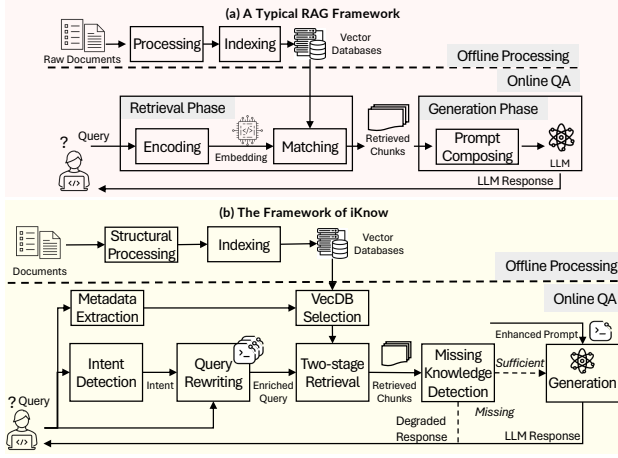 (a) A Typical RAG Framework
Raw Documents
Processing
Indexing
Vector
Databases
Offline Processing
Online QA
Retrieval Phase
Generation Phase
? Query
Encoding
Embedding
Matching
Retrieved
Chunks
Prompt
Composing
LLM
LLM Response
(b) The Framework of iKnow
Documents
Structural
Processing
Indexing
Vector
Databases
Offline Processing
Online QA
Metadata
Extraction
VecDB
Selection
Enhanced Prompt
Intent
Detection
Intent
Query
Rewriting
Enriched
Query
Two-stage
Retrieval
Retrieved
Chunks
Missing
Knowledge
Detection
Sufficient
Missing
Generation
? Query
Degraded
Response
LLM Response